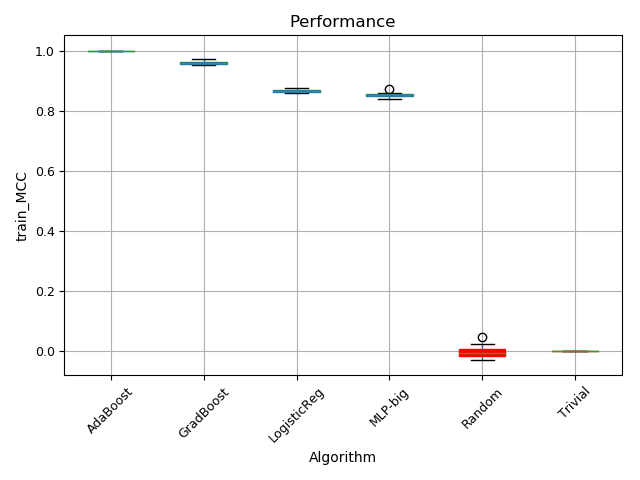 Performance
train_MCC
1.0
0.8
0.6
0.4
0.2
0.0
AdaBoost
GradBoost
LogisticReg
MLP-big
Random
Trivial
Algorithm